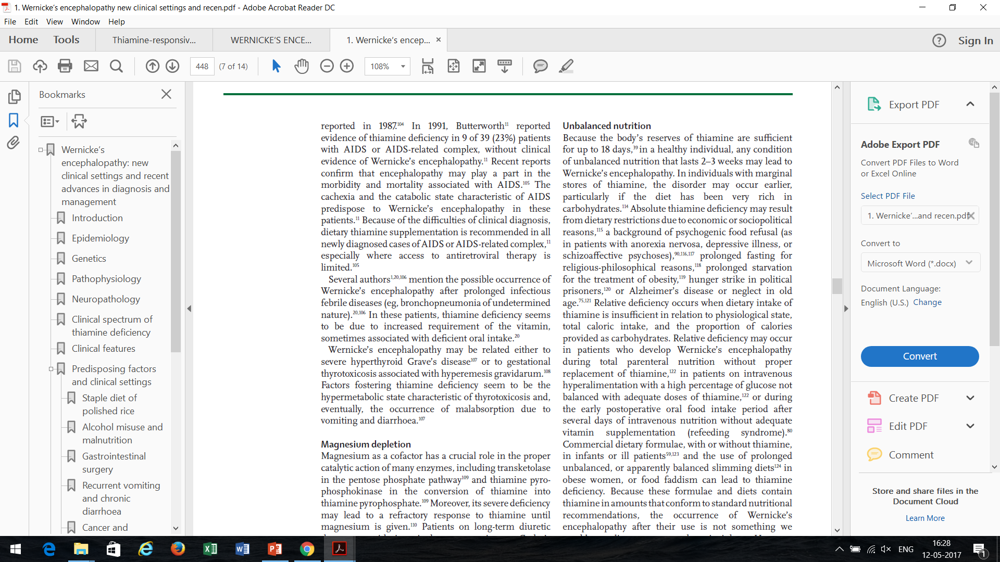 1. Wernicke's encephalopathy new clinical settings and recen.pdf - Adobe Acrobat Reader DC
File Edit View Window Help
Home Tools Thiamine-responsiv... WERNICKE'S ENCE... 1. Wernicke's encep... Sign In
448 (7 of 14) 108%
Bookmarks
Wernicke's
encephalopathy: new
clinical settings and recent
advances in diagnosis and
management
Introduction
Epidemiology
Genetics
Pathophysiology
Neuropathology
Clinical spectrum of
thiamine deficiency
Clinical features
Predisposing factors
and clinical settings
Staple diet of
polished rice
Alcohol misuse and
malnutrition
Gastrointestinal
surgery
Recurrent vomiting
and chronic
diarrhoea
Cancer and
reported in 1987.104 In 1991, Butterworth11 reported
evidence of thiamine deficiency in 9 of 39 (23%) patients
with AIDS or AIDS-related complex, without clinical
evidence of Wernicke's encephalopathy.11 Recent reports
confirm that encephalopathy may play a part in the
morbidity and mortality associated with AIDS.105 The
cachexia and the catabolic state characteristic of AIDS
predispose to Wernicke's encephalopathy in these
patients.11 Because of the difficulties of clinical diagnosis,
dietary thiamine supplementation is recommended in all
newly diagnosed cases of AIDS or AIDS-related complex,11
especially where access to antiretroviral therapy is
limited.105
Several authors1,20,106 mention the possible occurrence of
Wernicke's encephalopathy after prolonged infectious
febrile diseases (eg, bronchopneumonia of undetermined
nature).20,106 In these patients, thiamine deficiency seems
to be due to increased requirement of the vitamin,
sometimes associated with deficient oral intake.20
Wernicke's encephalopathy may be related either to
severe hyperthyroid Grave's disease107 or to gestational
thyrotoxicosis associated with hyperemesis gravidarum.108
Factors fostering thiamine deficiency seem to be the
hypermetabolic state characteristic of thyrotoxicosis and,
eventually, the occurrence of malabsorption due to
vomiting and diarrhoea.107
Magnesium depletion
Magnesium as a cofactor has a crucial role in the proper
catalytic action of many enzymes, including transketolase
in the pentose phosphate pathway109 and thiamine pyro-
phosphokinase in the conversion of thiamine into
thiamine pyrophosphate.109 Moreover, its severe deficiency
may lead to a refractory response to thiamine until
magnesium is given.110 Patients on long-term diuretic
Unbalanced nutrition
Because the body's reserves of thiamine are sufficient
for up to 18 days,39 in a healthy individual, any condition
of unbalanced nutrition that lasts 2–3 weeks may lead to
Wernicke's encephalopathy. In individuals with marginal
stores of thiamine, the disorder may occur earlier,
particularly if the diet has been very rich in
carbohydrates.114 Absolute thiamine deficiency may result
from dietary restrictions due to economic or sociopolitical
reasons,115 a background of psychogenic food refusal (as
in patients with anorexia nervosa, depressive illness, or
schizoaffective psychoses),90,116,117 prolonged fasting for
religious-philosophical reasons,118 prolonged starvation
for the treatment of obesity,119 hunger strike in political
prisoners,120 or Alzheimer's disease or neglect in old
age.75,121 Relative deficiency occurs when dietary intake of
thiamine is insufficient in relation to physiological state,
total caloric intake, and the proportion of calories
provided as carbohydrates. Relative deficiency may occur
in patients who develop Wernicke's encephalopathy
during total parenteral nutrition without proper
replacement of thiamine,122 in patients on intravenous
hyperalimentation with a high percentage of glucose not
balanced with adequate doses of thiamine,122 or during
the early postoperative oral food intake period after
several days of intravenous nutrition without adequate
vitamin supplementation (refeeding syndrome).80
Commercial dietary formulae, with or without thiamine,
in infants or ill patients59,123 and the use of prolonged
unbalanced, or apparently balanced slimming diets124 in
obese women, or food faddism can lead to thiamine
deficiency. Because these formulae and diets contain
thiamine in amounts that conform to standard nutritional
recommendations, the occurrence of Wernicke's
encephalopathy after their use is not something we
Export PDF
Adobe Export PDF
Convert PDF Files to Word
or Excel Online
Select PDF File
1. Wernicke'...and recen.pdf
Convert to
Microsoft Word (*.docx)
Document Language:
English (U.S.) Change
Convert
Create PDF
Edit PDF
Comment
Store and share files in the
Document Cloud
Learn More
ENG
16:28
12-05-2017
1